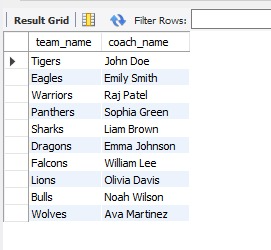 Result Grid Filter Rows:
team_name coach_name
Tigers John Doe
Eagles Emily Smith
Warriors Raj Patel
Panthers Sophia Green
Sharks Liam Brown
Dragons Emma Johnson
Falcons William Lee
Lions Olivia Davis
Bulls Noah Wilson
Wolves Ava Martinez